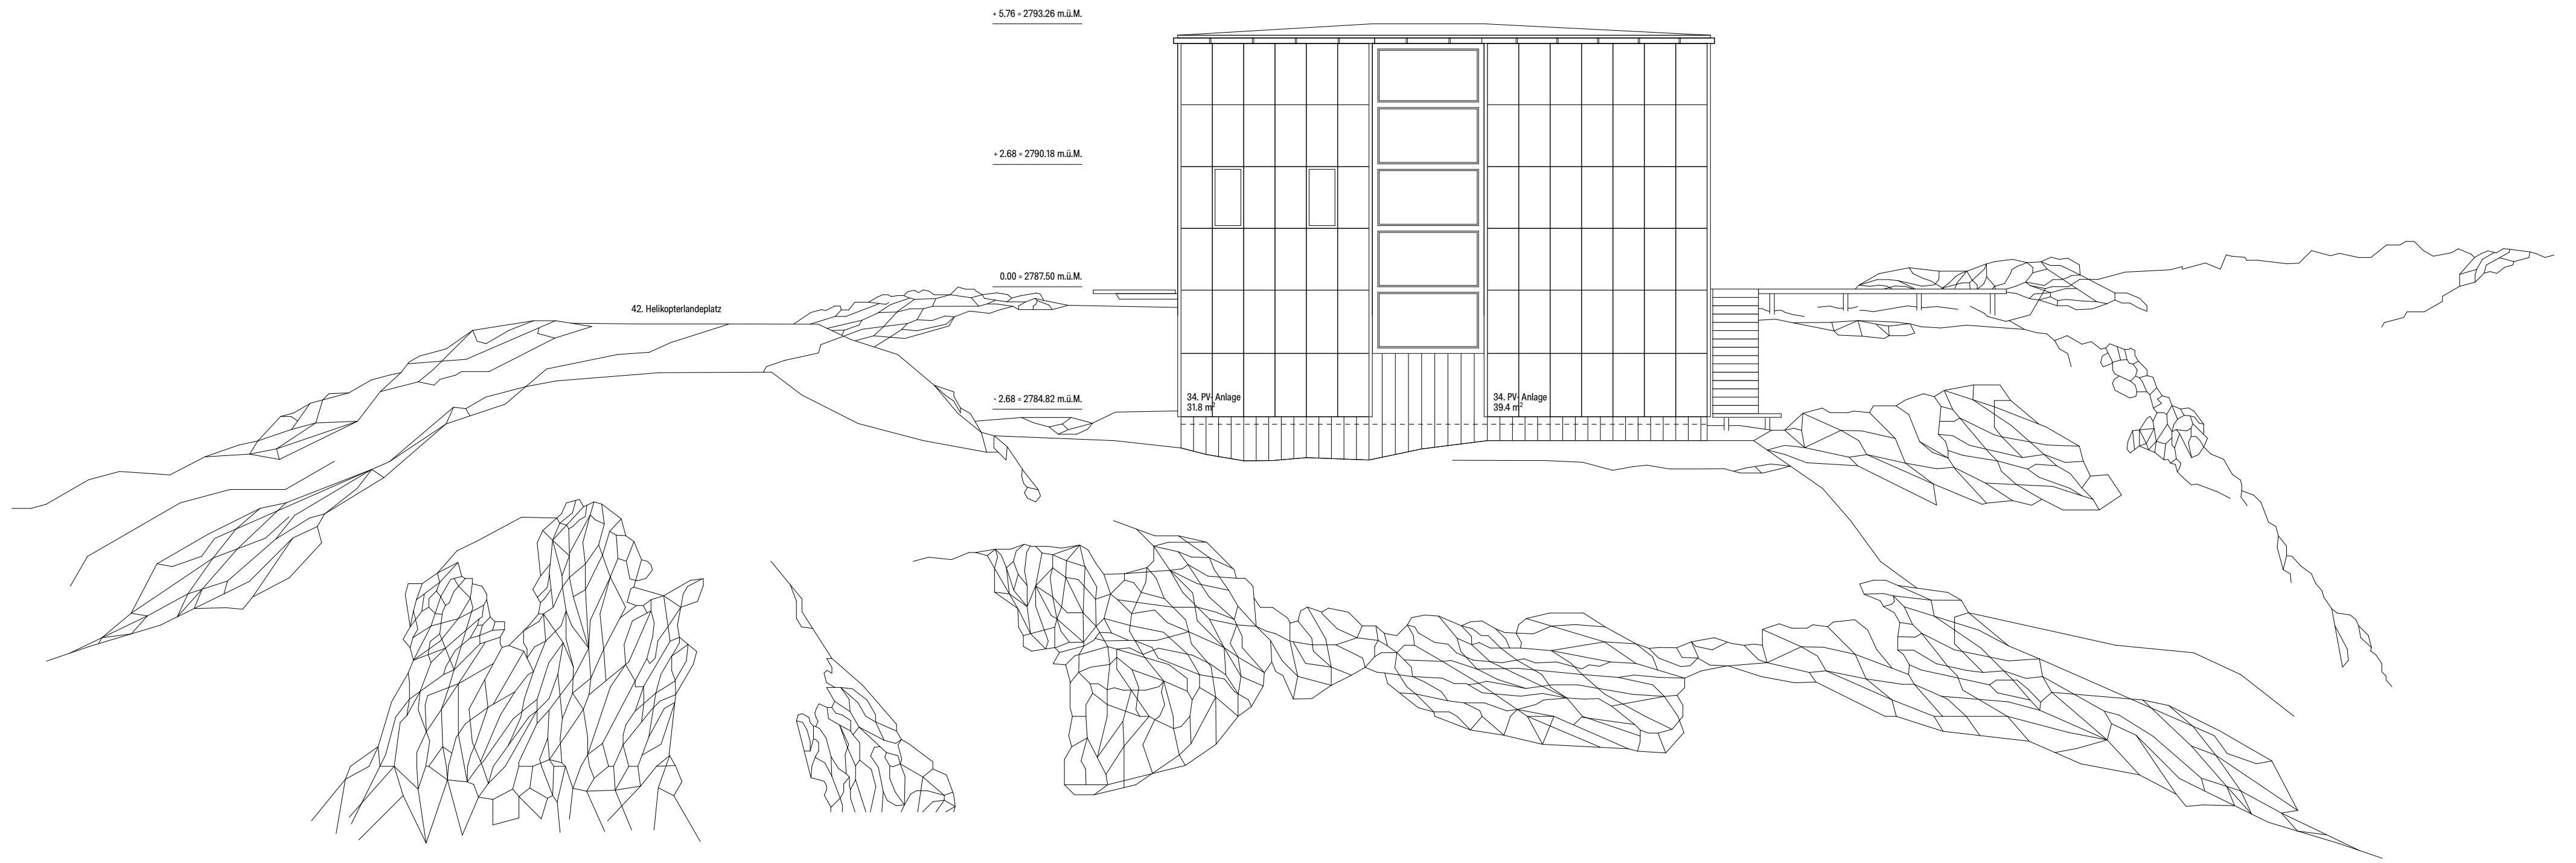 + 5.76 = 2793.26 m.ü.M.
+ 2.68 = 2790.18 m.ü.M.
0.00 = 2787.50 m.ü.M.
42. Helikopterlandeplatz
- 2.68 = 2784.82 m.ü.M.
34. PV- Anlage
31.8 m²
34. PV- Anlage
39.4 m²